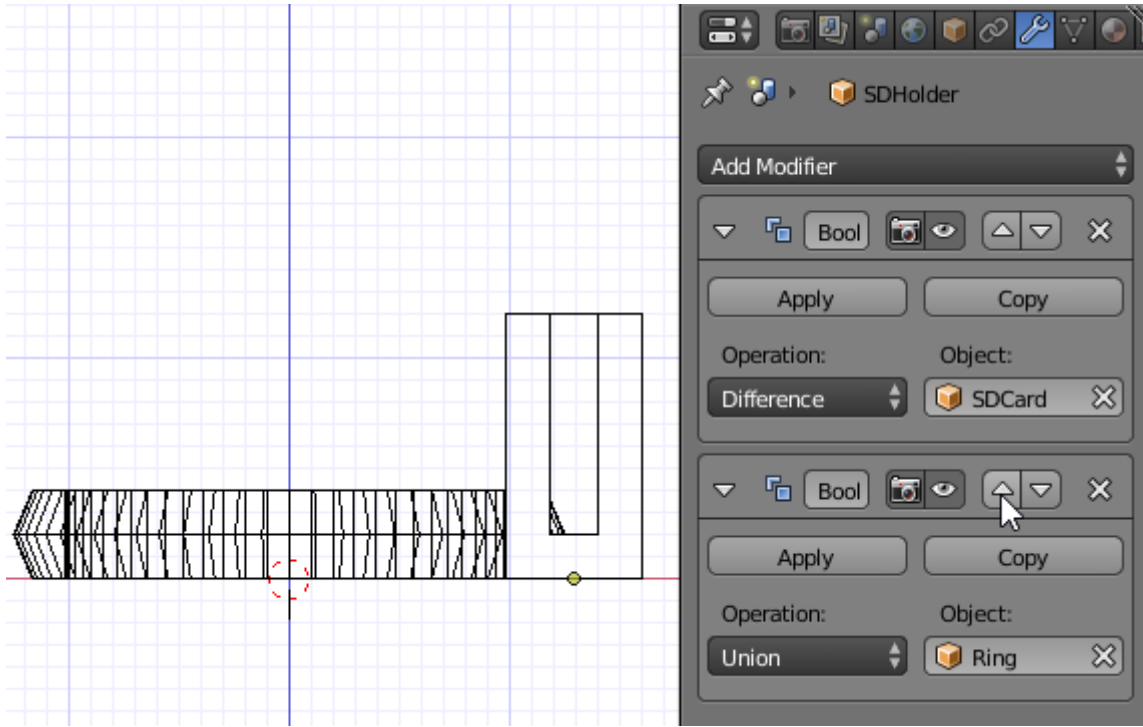 SDHolder
Add Modifier
Bool
Apply Copy
Operation: Object:
Difference SDCard
Bool
Apply Copy
Operation: Object:
Union Ring